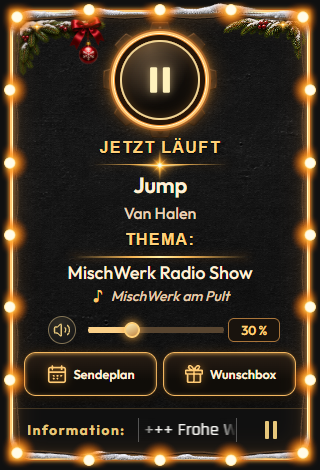 JETZT LÄUFT
Jump
Van Halen
THEMA:
MischWerk Radio Show
MischWerk am Pult
30 %
Sendeplan
Wunschbox
Information:
+++ Frohe W